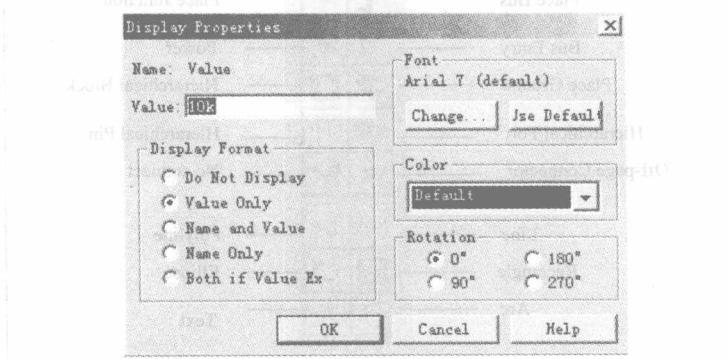 Display Properties
Name: Value
Value: 10k
Font
Arial 7 (default)
Change...
Jse Default
Display Format
Do Not Display
Value Only
Name and Value
Name Only
Both if Value Ex
Color
Default
Rotation
0°
180°
90°
270°
OK
Cancel
Help